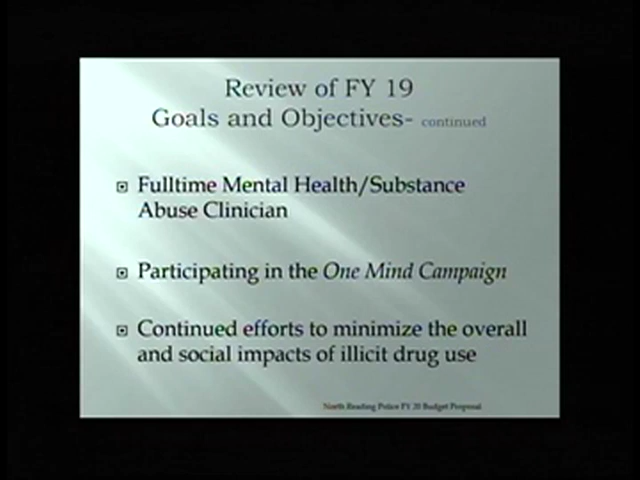 Review of FY 19
Goals and Objectives- continued
Fulltime Mental Health/Substance
Abuse Clinician
Participating in the One Mind Campaign
Continued efforts to minimize the overall
and social impacts of illicit drug use
North Reading Police FY 20 Budget Proposal